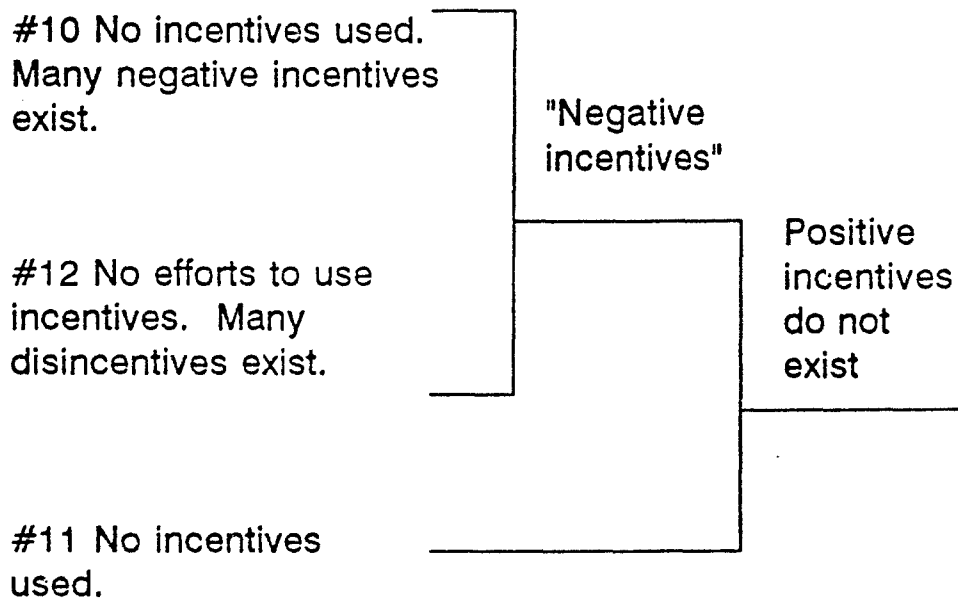 #10 No incentives used.
Many negative incentives
exist.
"Negative
incentives"
Positive
incentives
do not
exist
#12 No efforts to use
incentives. Many
disincentives exist.
#11 No incentives
used.